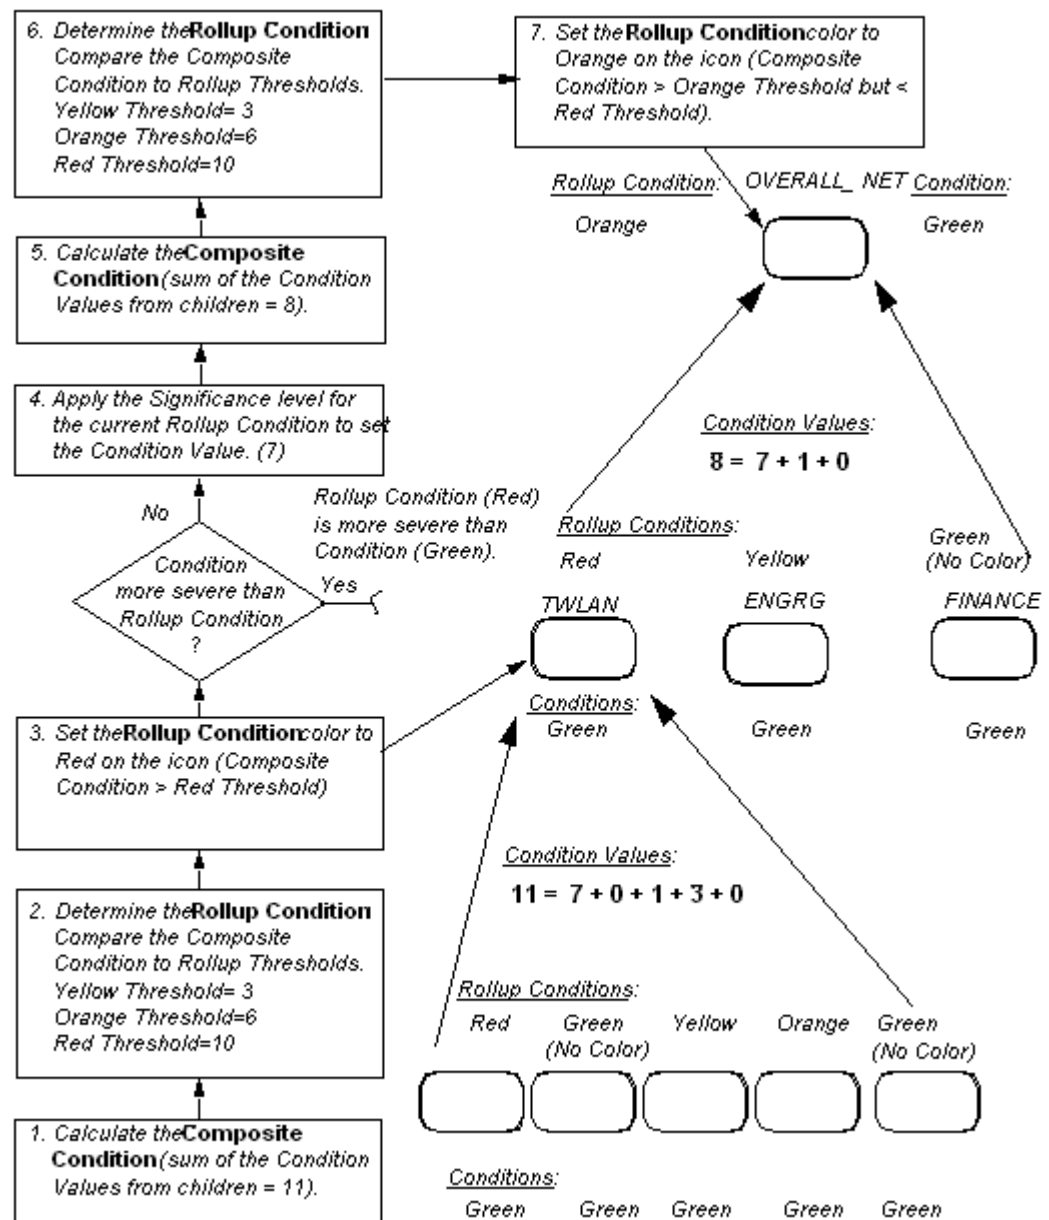 6. Determine the Rollup Condition
Compare the Composite
Condition to Rollup Thresholds.
Yellow Threshold= 3
Orange Threshold=6
Red Threshold=10
7. Set the Rollup Condition color to
Orange on the icon (Composite
Condition > Orange Threshold but <
Red Threshold).
Rollup Condition: OVERALL_ NET Condition:
Orange Green
5. Calculate the Composite
Condition (sum of the Condition
Values from children = 8).
4. Apply the Significance level for
the current Rollup Condition to set
the Condition Value. (7)
Condition Values:
8 = 7 + 1 + 0
No
Rollup Condition (Red)
is more severe than
Condition (Green).
Condition
more severe than
Rollup Condition
?
Yes
Rollup Conditions:
Red Yellow Green
(No Color)
TWLAN ENGRG FINANCE
Conditions:
Green Green Green
3. Set the Rollup Condition color to
Red on the icon (Composite
Condition > Red Threshold)
Condition Values:
11 = 7 + 0 + 1 + 3 + 0
2. Determine the Rollup Condition
Compare the Composite
Condition to Rollup Thresholds.
Yellow Threshold= 3
Orange Threshold=6
Red Threshold=10
Rollup Conditions:
Red Green Yellow Orange Green
(No Color) (No Color)
1. Calculate the Composite
Condition (sum of the Condition
Values from children = 11).
Conditions:
Green Green Green Green Green